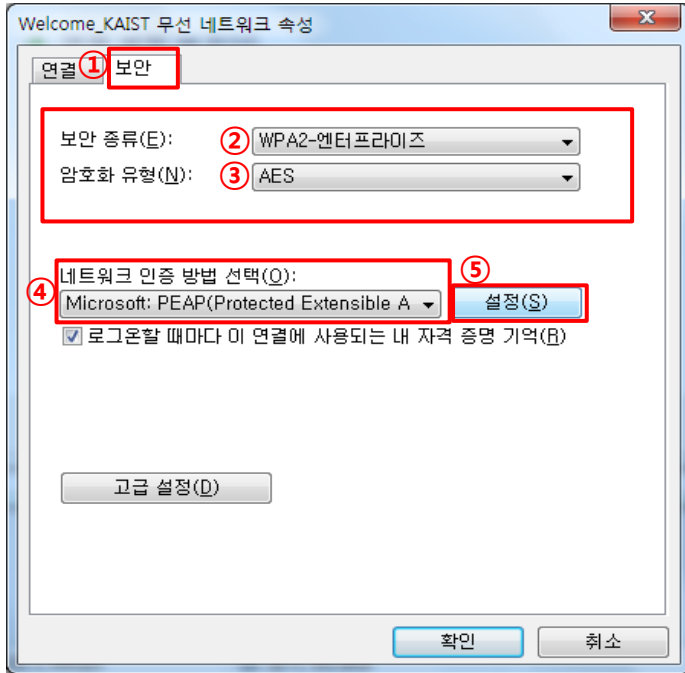 Welcome_KAIST 무선 네트워크 속성
연결 ① 보안
보안 종류(E): ② WPA2-엔터프라이즈
암호화 유형(N): ③ AES
네트워크 인증 방법 선택(O): ⑤
④ Microsoft: PEAP(Protected Extensible A 설정(S)
로그온할 때마다 이 연결에 사용되는 내 자격 증명 기억(R)
고급 설정(D)
확인 취소